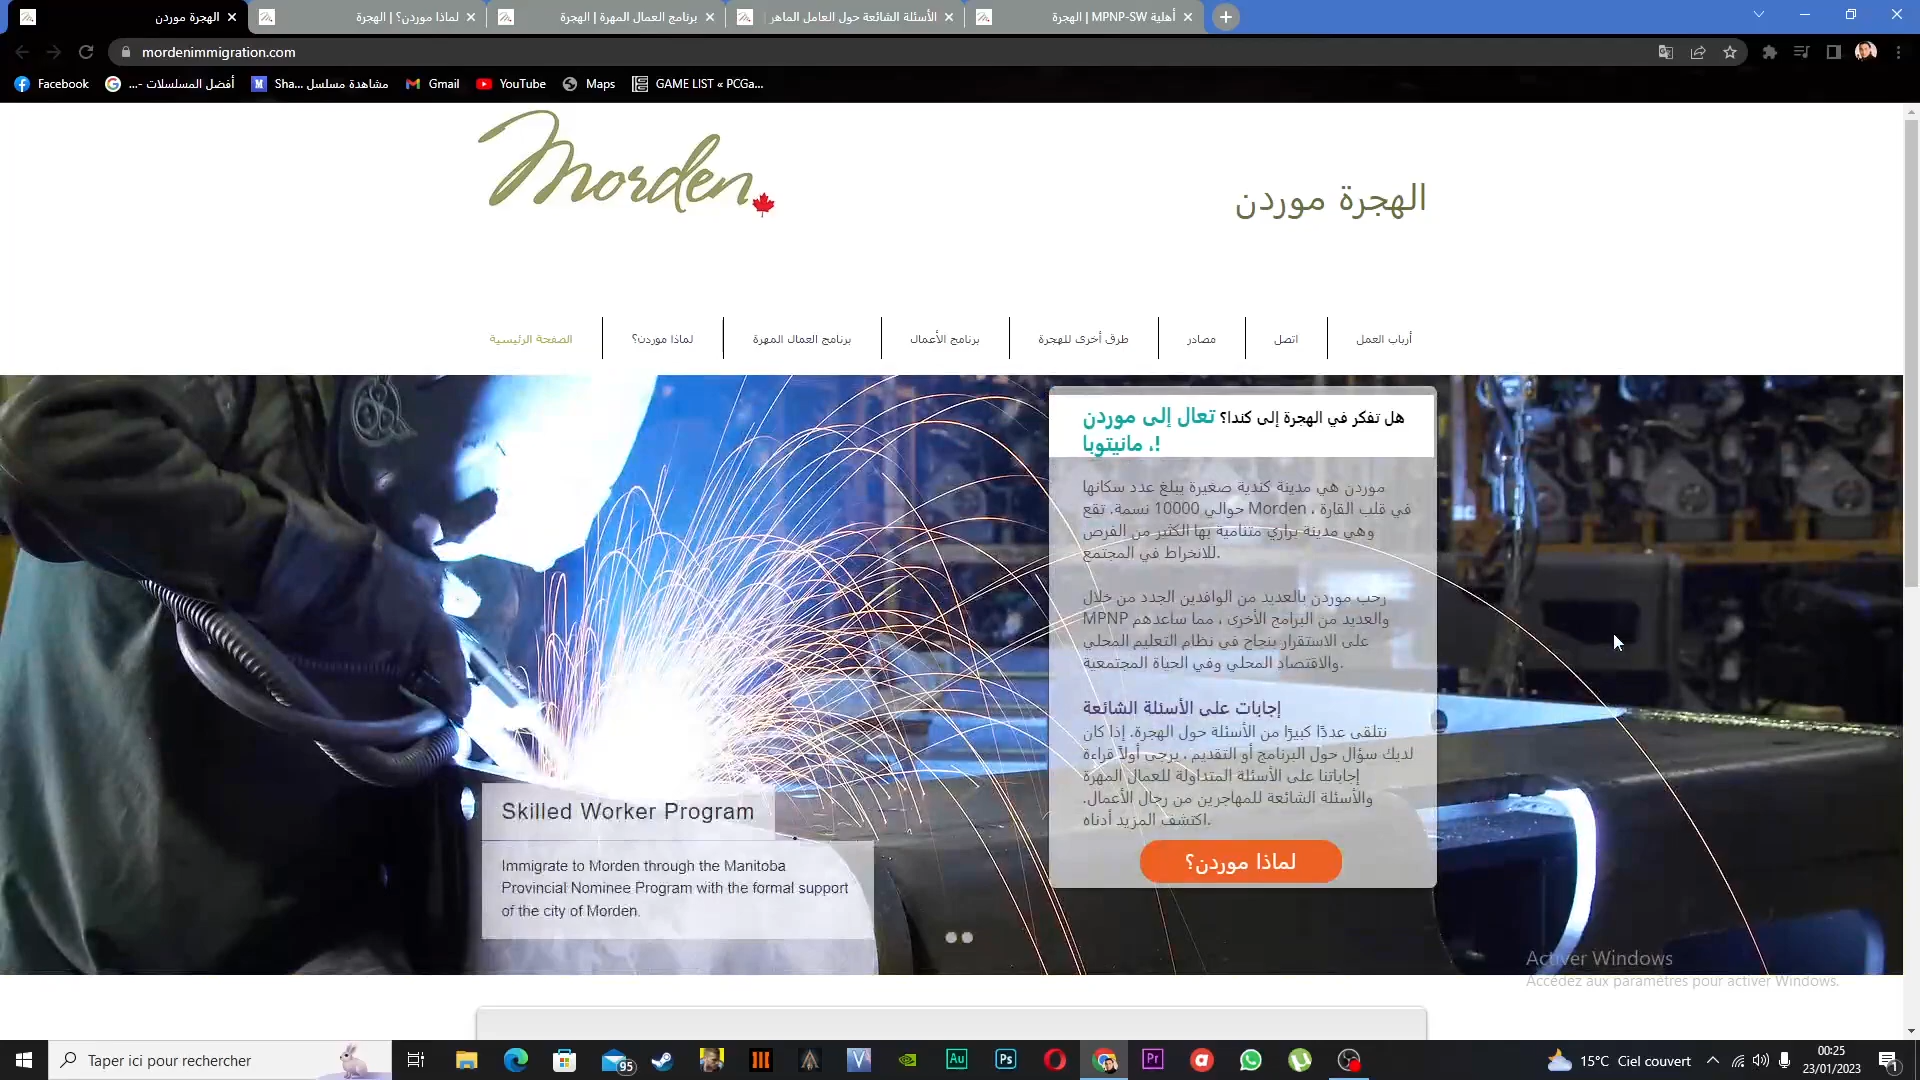 الهجرة موردن
لماذا موردن؟ | الهجرة
برنامج العمال المهرة | الهجرة
الأسئلة الشائعة حول العامل الماهر |
أهلية MPNP-SW | الهجرة
mordenimmigration.com
Facebook
أفضل المسلسلات -...
مشاهدة مسلسل Sha...
Gmail
YouTube
Maps
GAME LIST « PCGa...
Morden
الهجرة موردن
الصفحة الرئيسية
لماذا موردن؟
برنامج العمال المهرة
برنامج الأعمال
طرق أخرى للهجرة
مصادر
اتصل
أرباب العمل
هل تفكر في الهجرة إلى كندا؟ تعال إلى موردن
، مانيتوبا!
موردن هي مدينة كندية صغيرة يبلغ عدد سكانها
حوالي 10000 نسمة. تقع Morden ، في قلب القارة
وهي مدينة براري متنامية بها الكثير من الفرص
للانخراط في المجتمع.
رحب موردن بالعديد من الوافدين الجدد من خلال
MPNP والعديد من البرامج الأخرى ، مما ساعدهم
على الاستقرار بنجاح في نظام التعليم المحلي
والاقتصاد المحلي وفي الحياة المجتمعية.
إجابات على الأسئلة الشائعة
نتلقى عددًا كبيرًا من الأسئلة حول الهجرة. إذا كان
لديك سؤال حول البرنامج أو التقديم ، يرجى أولاً قراءة
إجاباتنا على الأسئلة المتداولة للعمال المهرة
والأسئلة الشائعة للمهاجرين من رجال الأعمال.
اكتشف المزيد أدناه.
لماذا موردن؟
Skilled Worker Program
Immigrate to Morden through the Manitoba
Provincial Nominee Program with the formal support
of the city of Morden.
Activer Windows
Accédez aux paramètres pour activer Windows.
Taper ici pour rechercher
95
Au
Ps
Pr
15°C Ciel couvert
00:25
23/01/2023
1